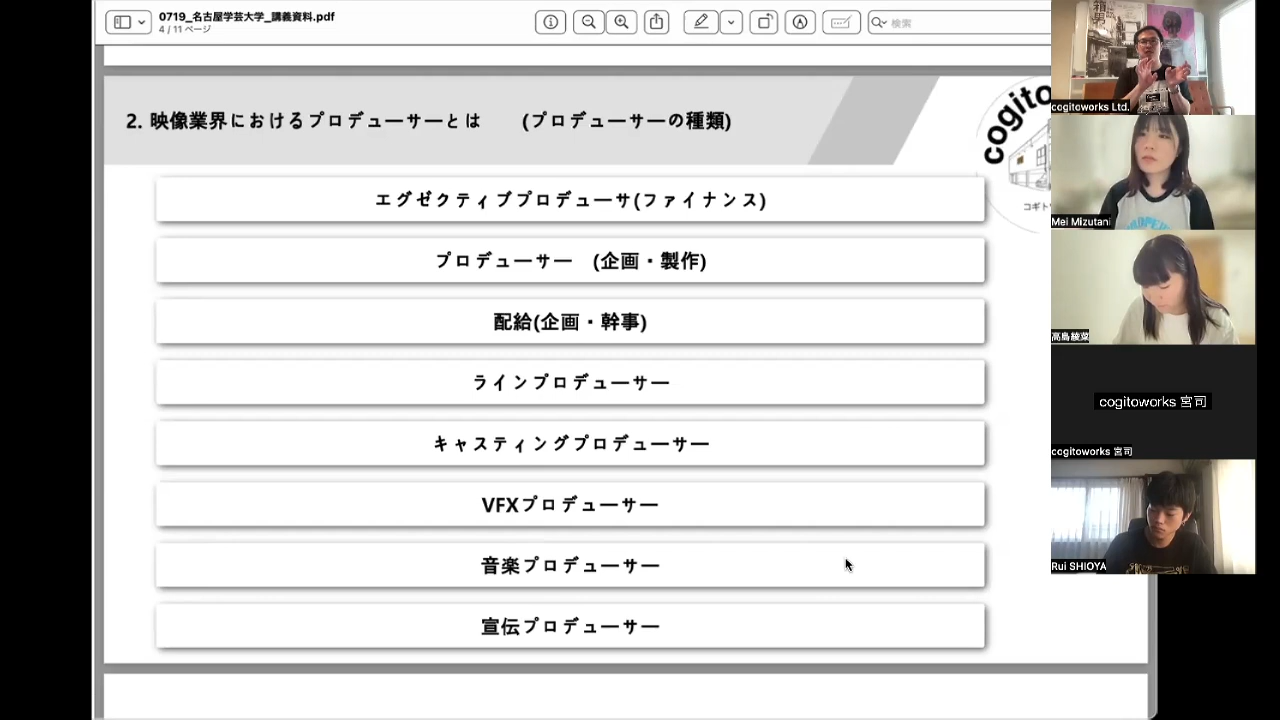 0719_名古屋学芸大学_講義資料.pdf
4 / 11 ページ
検索
2. 映像業界におけるプロデューサーとは (プロデューサーの種類)
cogito
コギト
エグゼクティブプロデューサ(ファイナンス)
プロデューサー (企画・製作)
配給(企画・幹事)
ラインプロデューサー
キャスティングプロデューサー
VFXプロデューサー
音楽プロデューサー
宣伝プロデューサー
箱男
cogitoworks Ltd.
Mei Mizutani
高島綾菜
cogitoworks 宮司
cogitoworks 宮司
Rui SHIOYA